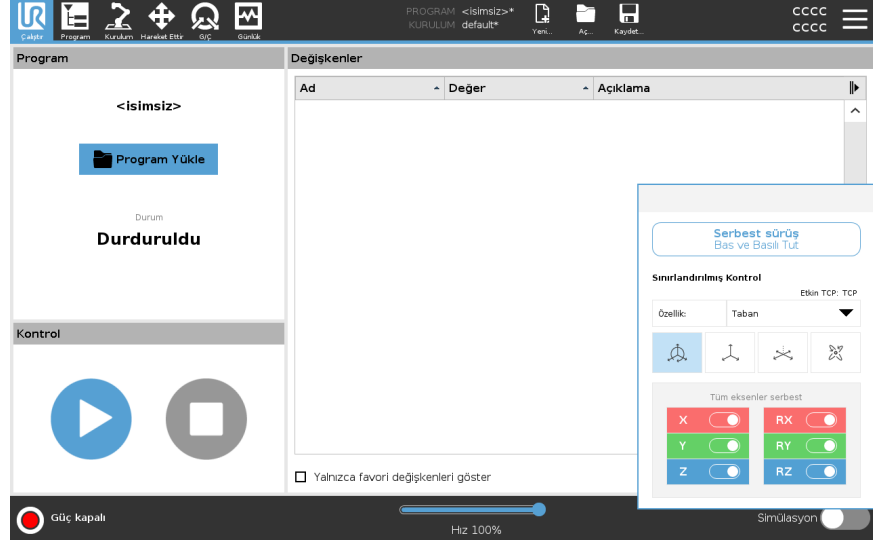 UR
Çalıştır
Program
Kurulum
Hareket Ettir
G/Ç
Günlük
PROGRAM <isimsiz>*
KURULUM default*
Yeni...
Aç...
Kaydet...
cccc
cccc
Program
<isimsiz>
Program Yükle
Durum
Durduruldu
Kontrol
Değişkenler
Ad
Değer
Açıklama
Yalnızca favori değişkenleri göster
Serbest sürüş
Bas ve Basılı Tut
Sınırlandırılmış Kontrol
Etkin TCP: TCP
Özellik: Taban
Tüm eksenler serbest
X RX
Y RY
Z RZ
Güç kapalı
Hız 100%
Simülasyon